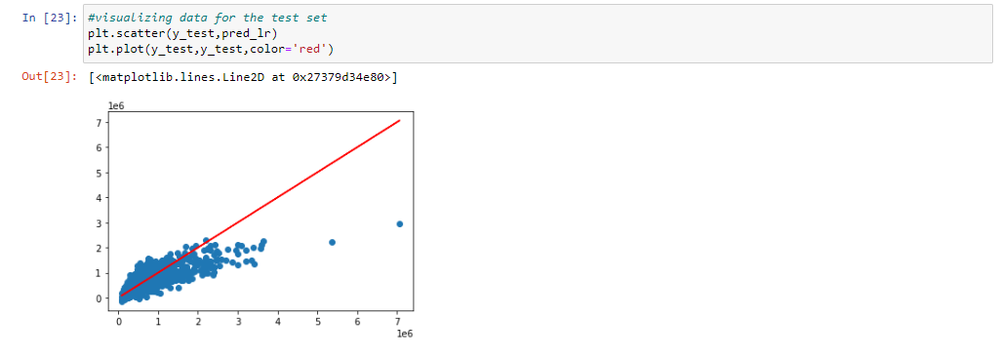 In [23]: #visualizing data for the test set
plt.scatter(y_test,pred_lr)
plt.plot(y_test,y_test,color='red')
Out[23]: [<matplotlib.lines.Line2D at 0x27379d34e80>]
1e6
7
6
5
4
3
2
1
0
0 1 2 3 4 5 6 7
1e6